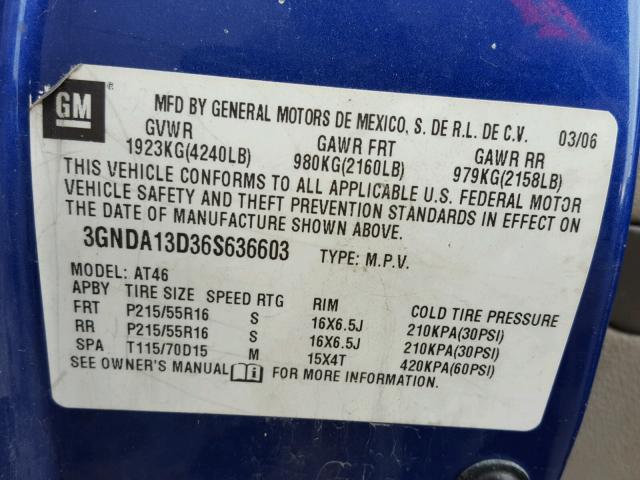 GM ®
MFD BY GENERAL MOTORS DE MEXICO, S. DE R.L. DE C.V. 03/06
GVWR GAWR FRT GAWR RR
1923KG(4240LB) 980KG(2160LB) 979KG(2158LB)
THIS VEHICLE CONFORMS TO ALL APPLICABLE U.S. FEDERAL MOTOR
VEHICLE SAFETY AND THEFT PREVENTION STANDARDS IN EFFECT ON
THE DATE OF MANUFACTURE SHOWN ABOVE.
3GNDA13D36S636603 TYPE: M.P.V.
MODEL: AT46
APBY TIRE SIZE SPEED RTG RIM COLD TIRE PRESSURE
FRT P215/55R16 S 16X6.5J 210KPA(30PSI)
RR P215/55R16 S 16X6.5J 210KPA(30PSI)
SPA T115/70D15 M 15X4T 420KPA(60PSI)
SEE OWNER'S MANUAL i FOR MORE INFORMATION.